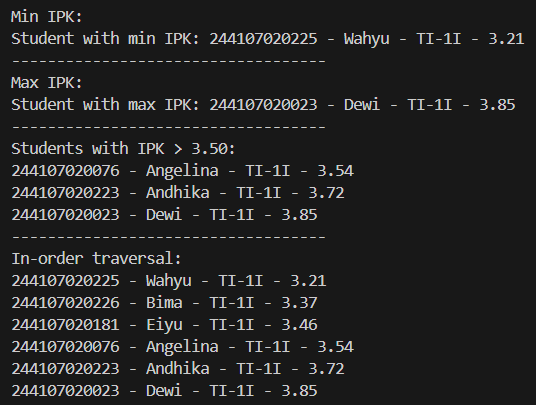 Min IPK:
Student with min IPK: 244107020225 - Wahyu - TI-1I - 3.21
-----------------------------------
Max IPK:
Student with max IPK: 244107020023 - Dewi - TI-1I - 3.85
-----------------------------------
Students with IPK > 3.50:
244107020076 - Angelina - TI-1I - 3.54
244107020223 - Andhika - TI-1I - 3.72
244107020023 - Dewi - TI-1I - 3.85
-----------------------------------
In-order traversal:
244107020225 - Wahyu - TI-1I - 3.21
244107020226 - Bima - TI-1I - 3.37
244107020181 - Eiyu - TI-1I - 3.46
244107020076 - Angelina - TI-1I - 3.54
244107020223 - Andhika - TI-1I - 3.72
244107020023 - Dewi - TI-1I - 3.85